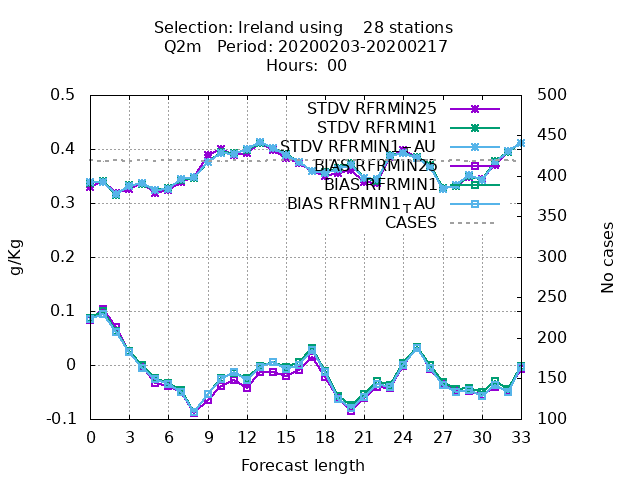 Selection: Ireland using    28 stations
Q2m   Period: 20200203-20200217
Hours:  00
0.5
0.4
0.3
0.2
0.1
0
-0.1
g/Kg
500
450
400
350
300
250
200
150
100
No cases
STDV RFRMIN25
STDV RFRMIN1
STDV RFRMIN1_AU
BIAS RFRMIN25
BIAS RFRMIN1
BIAS RFRMIN1_AU
CASES
0 3 6 9 12 15 18 21 24 27 30 33
Forecast length